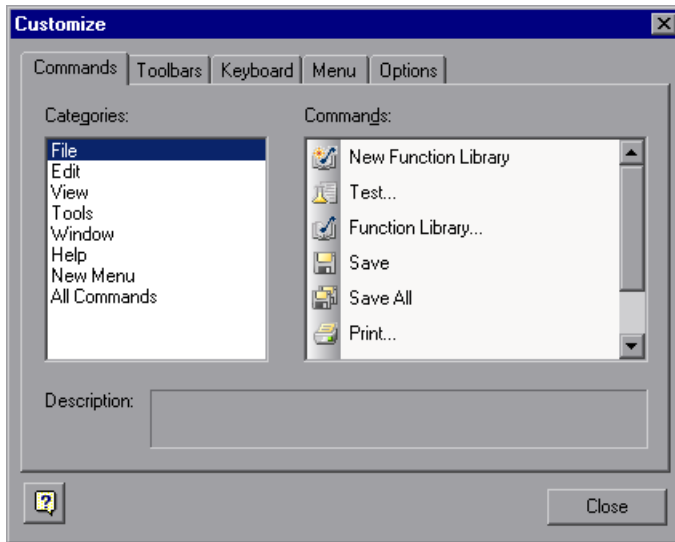 Customize
Commands Toolbars Keyboard Menu Options
Categories:
File
Edit
View
Tools
Window
Help
New Menu
All Commands
Commands:
New Function Library
Test...
Function Library...
Save
Save All
Print...
Description:
?
Close